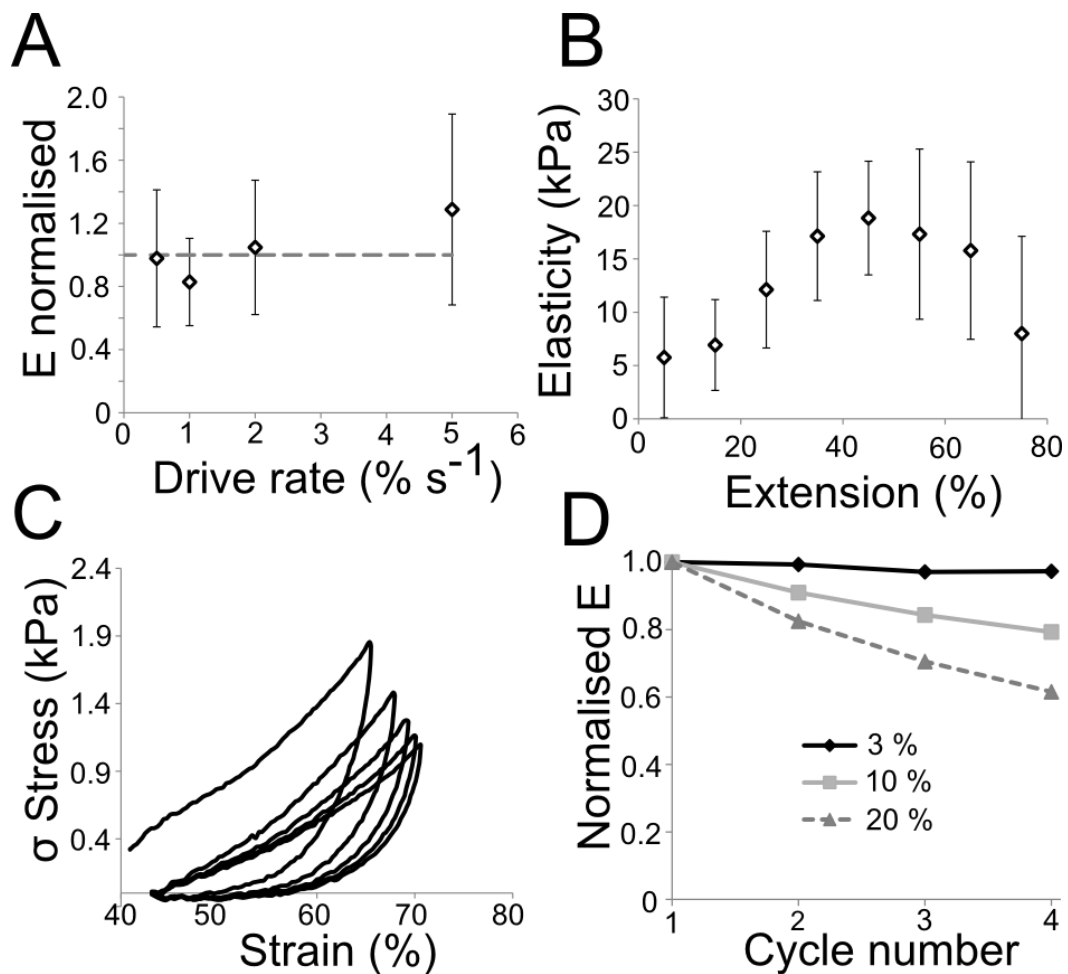 A
E normalised
2.0
1.6
1.2
0.8
0.4
0
0 1 2 3 4 5 6
Drive rate (% s-1)
B
Elasticity (kPa)
30
25
20
15
10
5
0
0 20 40 60 80
Extension (%)
C
σ Stress (kPa)
2.4
1.9
1.4
0.9
0.4
40 50 60 70 80
Strain (%)
D
Normalised E
1.0
0.8
0.6
0.4
0.2
0
3 %
10 %
20 %
1 2 3 4
Cycle number